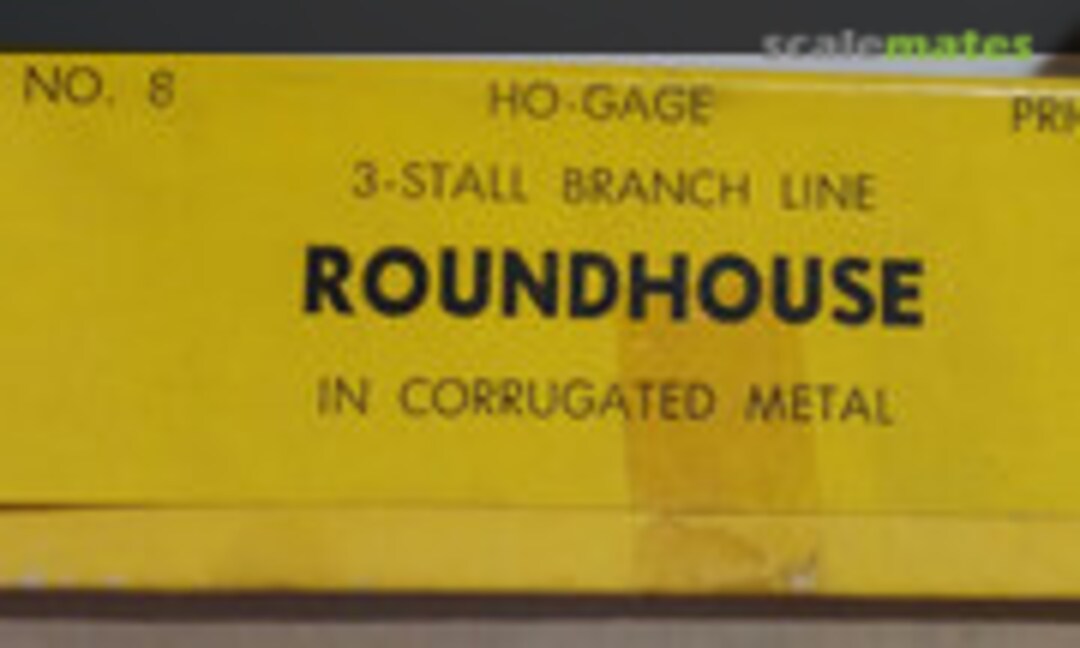 scalemates
NO. 8 HO-GAGE
3-STALL BRANCH LINE
ROUNDHOUSE
IN CORRUGATED METAL